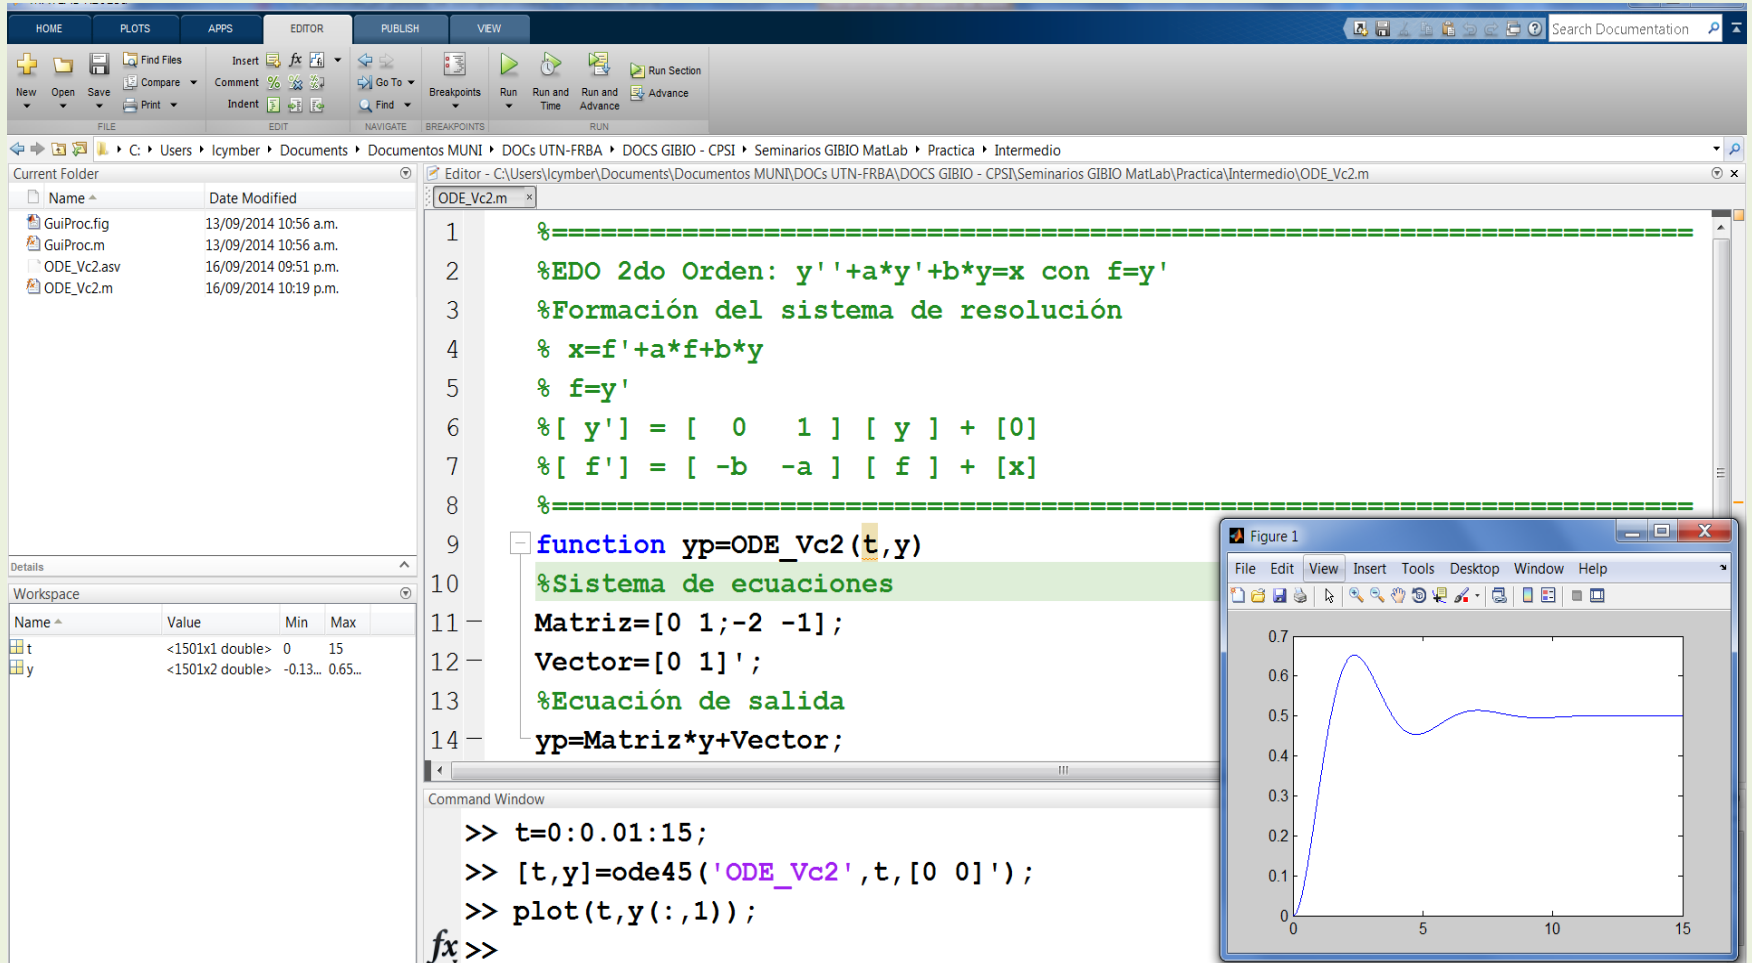 HOME PLOTS APPS EDITOR PUBLISH VIEW
Search Documentation
New Open Save
Find Files
Compare
Print
FILE
Insert fx
Comment
Indent
EDIT
Go To
Find
NAVIGATE
Breakpoints
BREAKPOINTS
Run
Run and Time
Run and Advance
Run Section
Advance
RUN
C: Users lcymber Documents Documentos MUNI DOCs UTN-FRBA DOCS GIBIO - CPSI Seminarios GIBIO MatLab Practica Intermedio
Current Folder
Name Date Modified
GuiProc.fig 13/09/2014 10:56 a.m.
GuiProc.m 13/09/2014 10:56 a.m.
ODE_Vc2.asv 16/09/2014 09:51 p.m.
ODE_Vc2.m 16/09/2014 10:19 p.m.
Details
Workspace
Name Value Min Max
t <1501x1 double> 0 15
y <1501x2 double> -0.13... 0.65...
Editor - C:\Users\lcymber\Documents\Documentos MUNI\DOCs UTN-FRBA\DOCS GIBIO - CPSI\Seminarios GIBIO MatLab\Practica\Intermedio\ODE_Vc2.m
ODE_Vc2.m ×
1 %======================================================================
2 %EDO 2do Orden: y''+a*y'+b*y=x con f=y'
3 %Formación del sistema de resolución
4 % x=f'+a*f+b*y
5 % f=y'
6 %[ y'] = [ 0 1 ] [ y ] + [0]
7 %[ f'] = [ -b -a ] [ f ] + [x]
8 %======================================================================
9 function yp=ODE_Vc2(t,y)
10 %Sistema de ecuaciones
11 Matriz=[0 1;-2 -1];
12 Vector=[0 1]';
13 %Ecuación de salida
14 yp=Matriz*y+Vector;
Command Window
>> t=0:0.01:15;
>> [t,y]=ode45('ODE_Vc2',t,[0 0]');
>> plot(t,y(:,1));
fx >>
Figure 1
File Edit View Insert Tools Desktop Window Help
0.7
0.6
0.5
0.4
0.3
0.2
0.1
0
0 5 10 15